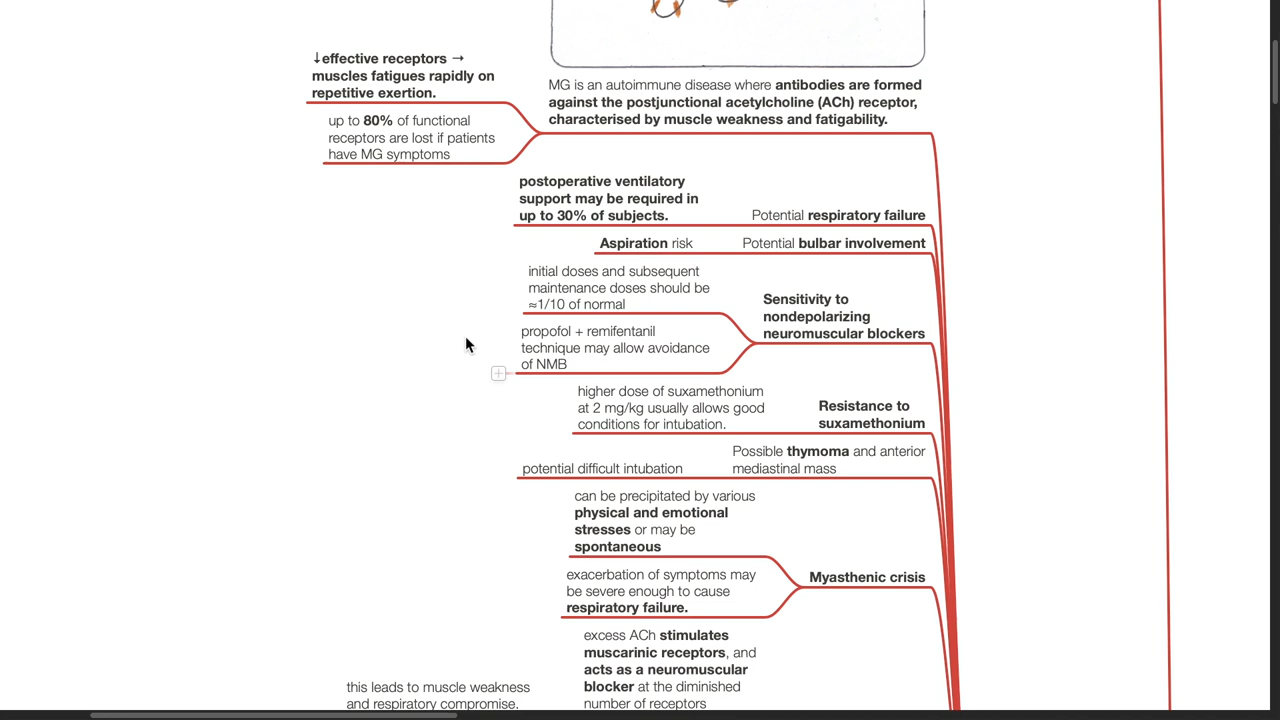 MG is an autoimmune disease where antibodies are formed
against the postjunctional acetylcholine (ACh) receptor,
characterised by muscle weakness and fatigability.
↓effective receptors →
muscles fatigues rapidly on
repetitive exertion.
up to 80% of functional
receptors are lost if patients
have MG symptoms
Potential respiratory failure
postoperative ventilatory
support may be required in
up to 30% of subjects.
Potential bulbar involvement
Aspiration risk
Sensitivity to
nondepolarizing
neuromuscular blockers
initial doses and subsequent
maintenance doses should be
≈1/10 of normal
propofol + remifentanil
technique may allow avoidance
of NMB
Resistance to
suxamethonium
higher dose of suxamethonium
at 2 mg/kg usually allows good
conditions for intubation.
Possible thymoma and anterior
mediastinal mass
potential difficult intubation
Myasthenic crisis
can be precipitated by various
physical and emotional
stresses or may be
spontaneous
exacerbation of symptoms may
be severe enough to cause
respiratory failure.
excess ACh stimulates
muscarinic receptors, and
acts as a neuromuscular
blocker at the diminished
number of receptors
this leads to muscle weakness
and respiratory compromise.